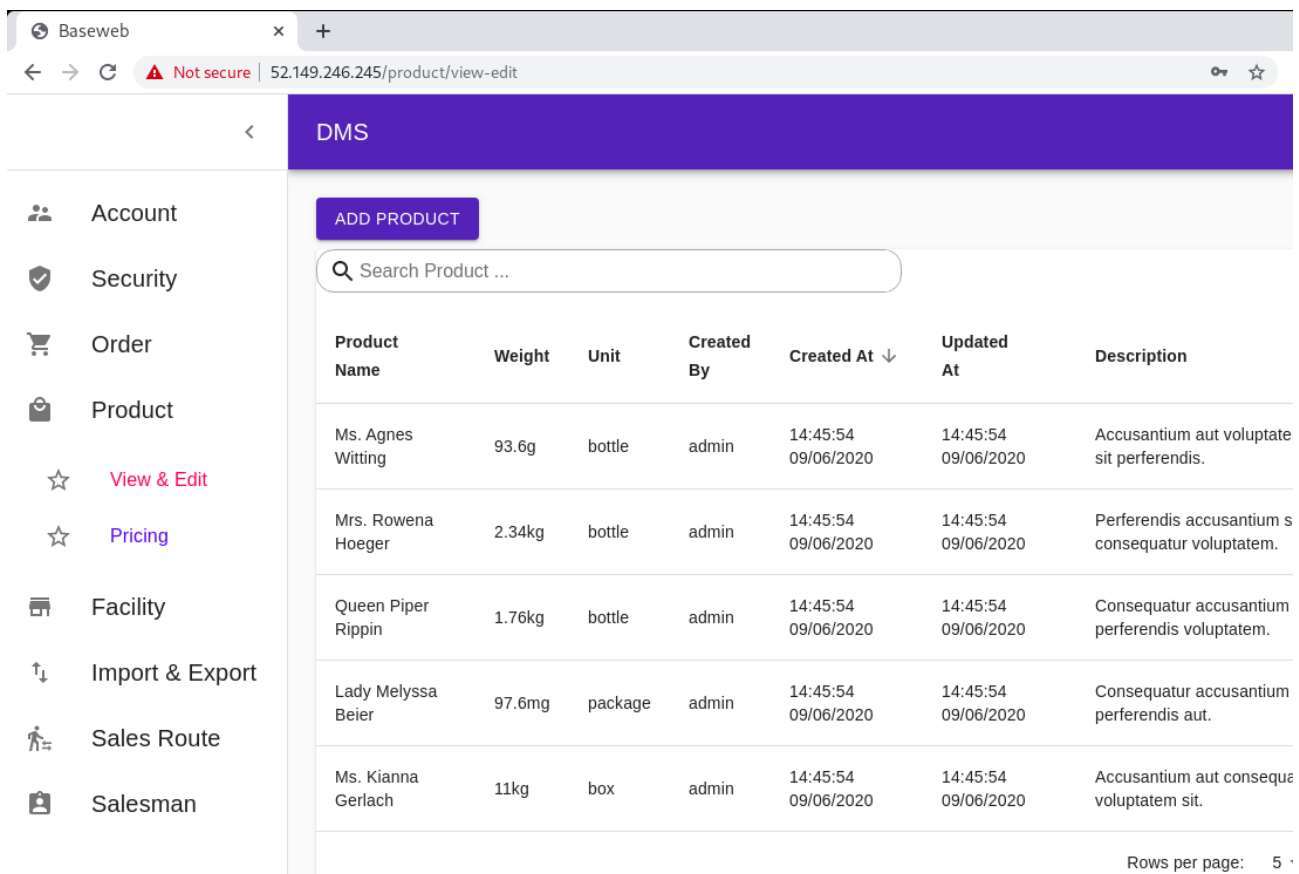 Baseweb
Not secure 52.149.246.245/product/view-edit
DMS
Account
Security
Order
Product
View & Edit
Pricing
Facility
Import & Export
Sales Route
Salesman
ADD PRODUCT
Search Product ...
Product Name Weight Unit Created By Created At Updated At Description
Ms. Agnes Witting 93.6g bottle admin 14:45:54 09/06/2020 14:45:54 09/06/2020 Accusantium aut voluptate sit perferendis.
Mrs. Rowena Hoeger 2.34kg bottle admin 14:45:54 09/06/2020 14:45:54 09/06/2020 Perferendis accusantium s consequatur voluptatem.
Queen Piper Rippin 1.76kg bottle admin 14:45:54 09/06/2020 14:45:54 09/06/2020 Consequatur accusantium perferendis voluptatem.
Lady Melyssa Beier 97.6mg package admin 14:45:54 09/06/2020 14:45:54 09/06/2020 Consequatur accusantium perferendis aut.
Ms. Kianna Gerlach 11kg box admin 14:45:54 09/06/2020 14:45:54 09/06/2020 Accusantium aut consequa voluptatem sit.
Rows per page: 5